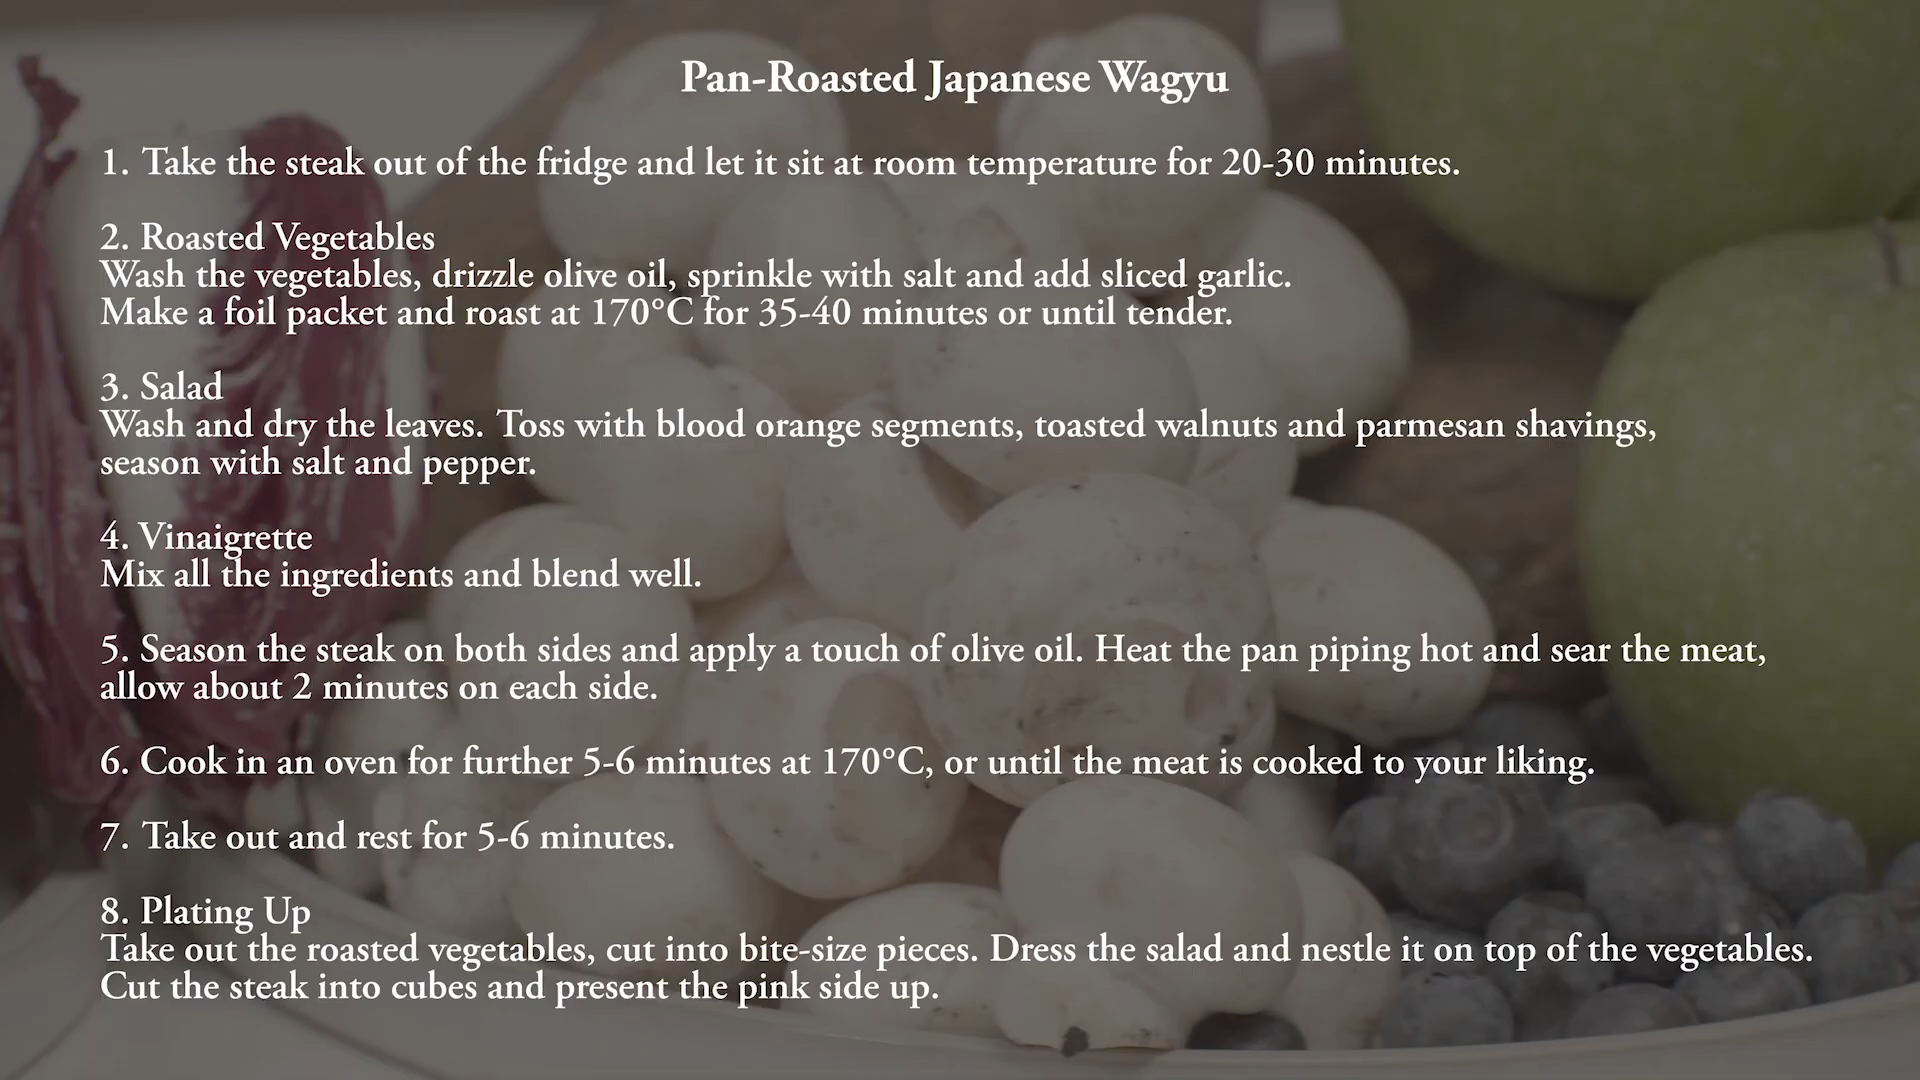 Pan-Roasted Japanese Wagyu
1. Take the steak out of the fridge and let it sit at room temperature for 20-30 minutes.
2. Roasted Vegetables
Wash the vegetables, drizzle olive oil, sprinkle with salt and add sliced garlic.
Make a foil packet and roast at 170°C for 35-40 minutes or until tender.
3. Salad
Wash and dry the leaves. Toss with blood orange segments, toasted walnuts and parmesan shavings,
season with salt and pepper.
4. Vinaigrette
Mix all the ingredients and blend well.
5. Season the steak on both sides and apply a touch of olive oil. Heat the pan piping hot and sear the meat,
allow about 2 minutes on each side.
6. Cook in an oven for further 5-6 minutes at 170°C, or until the meat is cooked to your liking.
7. Take out and rest for 5-6 minutes.
8. Plating Up
Take out the roasted vegetables, cut into bite-size pieces. Dress the salad and nestle it on top of the vegetables.
Cut the steak into cubes and present the pink side up.